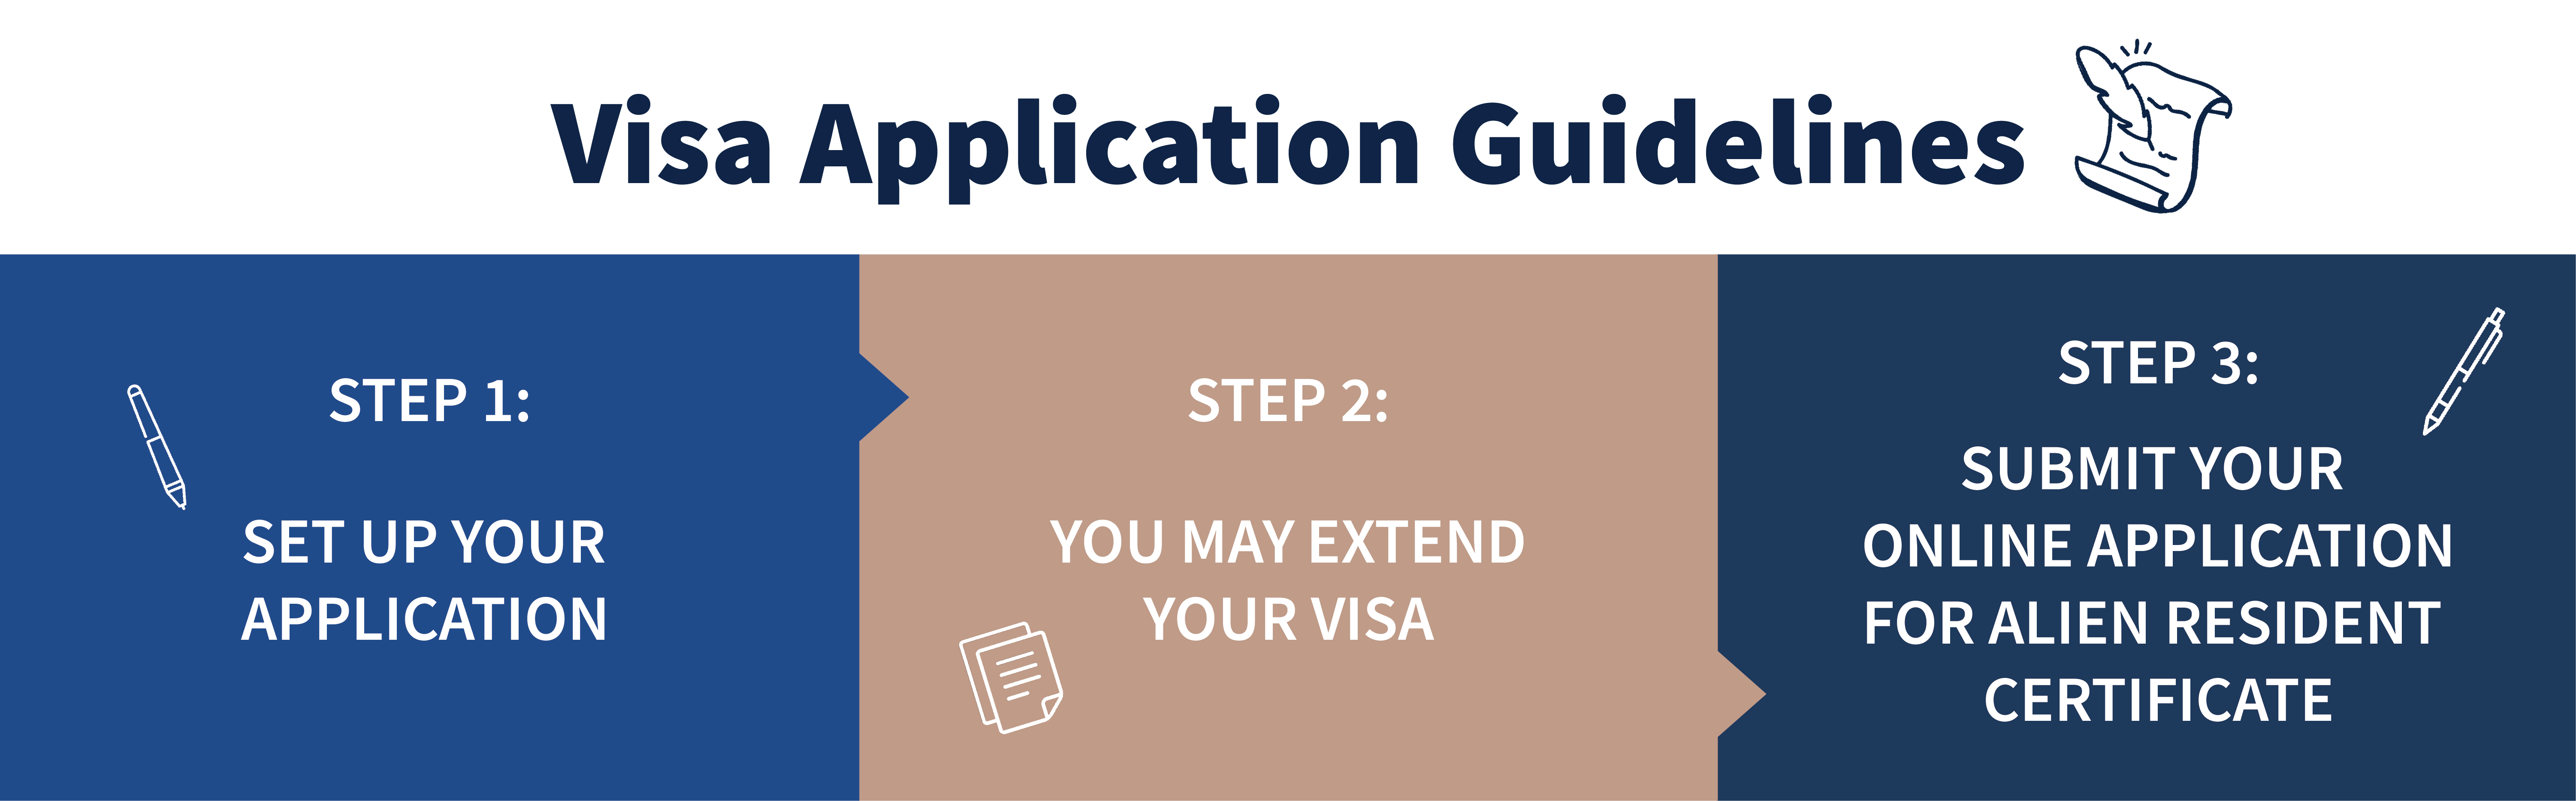 Visa Application Guidelines
STEP 1:
SET UP YOUR
APPLICATION
STEP 2:
YOU MAY EXTEND
YOUR VISA
STEP 3:
SUBMIT YOUR
ONLINE APPLICATION
FOR ALIEN RESIDENT
CERTIFICATE